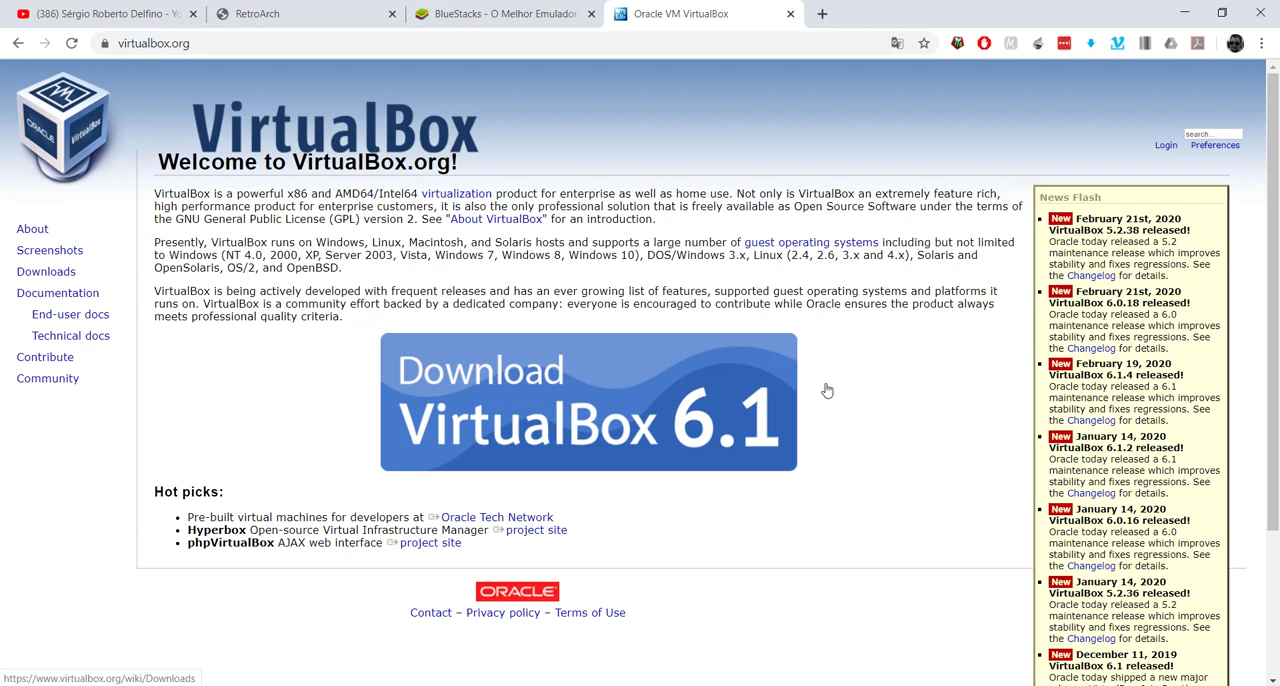 (386) Sérgio Roberto Delfino - Yo
RetroArch
BlueStacks - O Melhor Emulador
Oracle VM VirtualBox
virtualbox.org
ORACLE
VirtualBox
VirtualBox
search...
Login Preferences
Welcome to VirtualBox.org!
VirtualBox is a powerful x86 and AMD64/Intel64 virtualization product for enterprise as well as home use. Not only is VirtualBox an extremely feature rich,
high performance product for enterprise customers, it is also the only professional solution that is freely available as Open Source Software under the terms of
the GNU General Public License (GPL) version 2. See "About VirtualBox" for an introduction.
Presently, VirtualBox runs on Windows, Linux, Macintosh, and Solaris hosts and supports a large number of guest operating systems including but not limited
to Windows (NT 4.0, 2000, XP, Server 2003, Vista, Windows 7, Windows 8, Windows 10), DOS/Windows 3.x, Linux (2.4, 2.6, 3.x and 4.x), Solaris and
OpenSolaris, OS/2, and OpenBSD.
VirtualBox is being actively developed with frequent releases and has an ever growing list of features, supported guest operating systems and platforms it
runs on. VirtualBox is a community effort backed by a dedicated company: everyone is encouraged to contribute while Oracle ensures the product always
meets professional quality criteria.
About
Screenshots
Downloads
Documentation
End-user docs
Technical docs
Contribute
Community
Download
VirtualBox 6.1
Hot picks:
Pre-built virtual machines for developers at Oracle Tech Network
Hyperbox Open-source Virtual Infrastructure Manager project site
phpVirtualBox AJAX web interface project site
ORACLE
Contact – Privacy policy – Terms of Use
News Flash
New February 21st, 2020
VirtualBox 5.2.38 released!
Oracle today released a 5.2
maintenance release which improves
stability and fixes regressions. See
the Changelog for details.
New February 21st, 2020
VirtualBox 6.0.18 released!
Oracle today released a 6.0
maintenance release which improves
stability and fixes regressions. See
the Changelog for details.
New February 19, 2020
VirtualBox 6.1.4 released!
Oracle today released a 6.1
maintenance release which improves
stability and fixes regressions. See
the Changelog for details.
New January 14, 2020
VirtualBox 6.1.2 released!
Oracle today released a 6.1
maintenance release which improves
stability and fixes regressions. See
the Changelog for details.
New January 14, 2020
VirtualBox 6.0.16 released!
Oracle today released a 6.0
maintenance release which improves
stability and fixes regressions. See
the Changelog for details.
New January 14, 2020
VirtualBox 5.2.36 released!
Oracle today released a 5.2
maintenance release which improves
stability and fixes regressions. See
the Changelog for details.
New December 11, 2019
VirtualBox 6.1 released!
Oracle today shipped a new major
https://www.virtualbox.org/wiki/Downloads